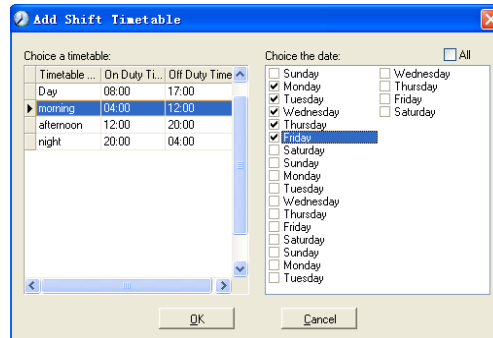 Add Shift Timetable
Choice a timetable:
Timetable ... On Duty Ti... Off Duty Time
Day 08:00 17:00
morning 04:00 12:00
afternoon 12:00 20:00
night 20:00 04:00
Choice the date:
All
Sunday
Monday
Tuesday
Wednesday
Thursday
Friday
Saturday
Sunday
Monday
Tuesday
Wednesday
Thursday
Friday
Saturday
Sunday
Monday
Tuesday
Wednesday
Thursday
Friday
Saturday
OK
Cancel